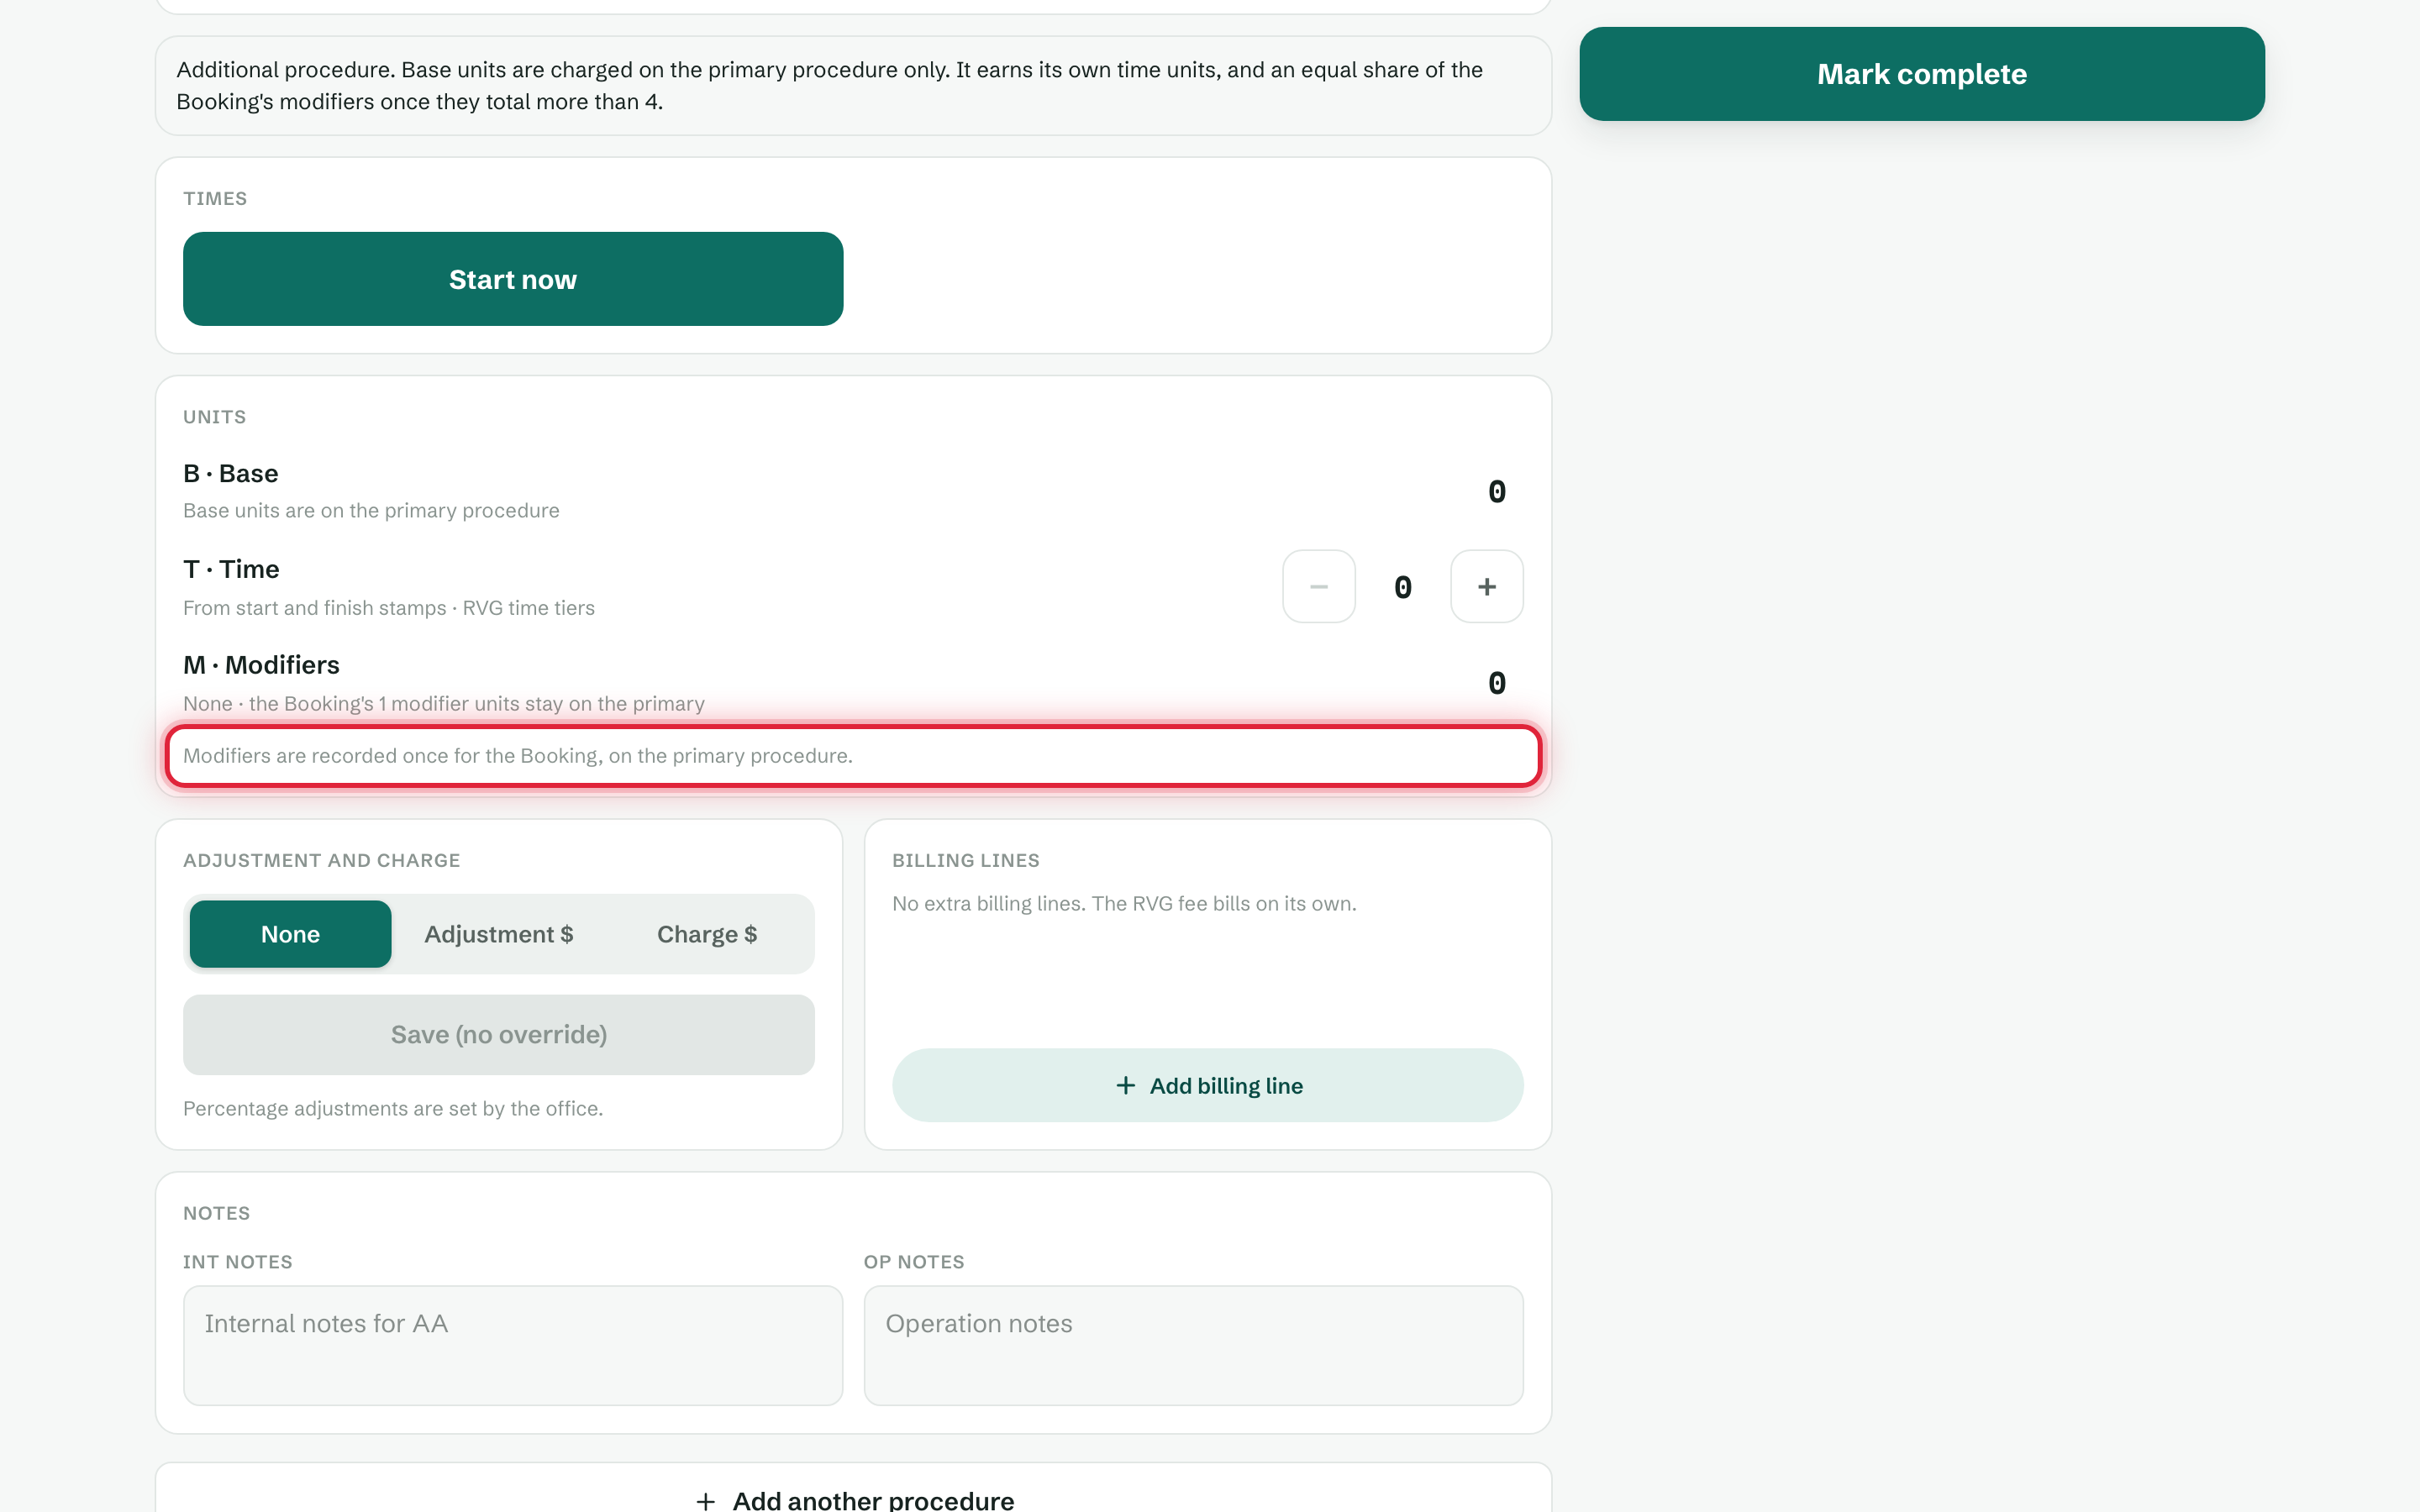 Additional procedure. Base units are charged on the primary procedure only. It earns its own time units, and an equal share of the
Booking's modifiers once they total more than 4.
Mark complete
TIMES
Start now
UNITS
B · Base
0
Base units are on the primary procedure
T · Time
− 0 +
From start and finish stamps · RVG time tiers
M · Modifiers
0
None · the Booking's 1 modifier units stay on the primary
Modifiers are recorded once for the Booking, on the primary procedure.
ADJUSTMENT AND CHARGE
None Adjustment $ Charge $
Save (no override)
Percentage adjustments are set by the office.
BILLING LINES
No extra billing lines. The RVG fee bills on its own.
+ Add billing line
NOTES
INT NOTES
Internal notes for AA
OP NOTES
Operation notes
+ Add another procedure